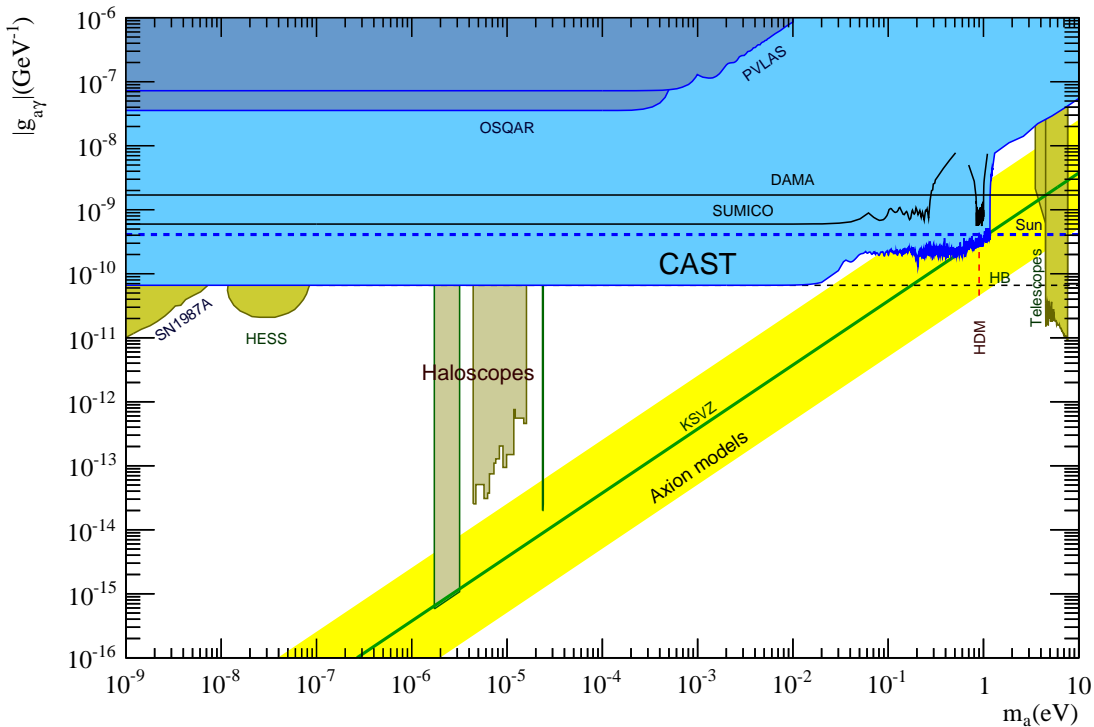 |g_aγ|(GeV⁻¹)
10⁻⁶
10⁻⁷
10⁻⁸
10⁻⁹
10⁻¹⁰
10⁻¹¹
10⁻¹²
10⁻¹³
10⁻¹⁴
10⁻¹⁵
10⁻¹⁶
PVLAS
OSQAR
DAMA
SUMICO
Sun
CAST
HB
SN1987A
HESS
Telescopes
HDM
Haloscopes
KSVZ
Axion models
10⁻⁹
10⁻⁸
10⁻⁷
10⁻⁶
10⁻⁵
10⁻⁴
10⁻³
10⁻²
10⁻¹
1
10
m_a(eV)